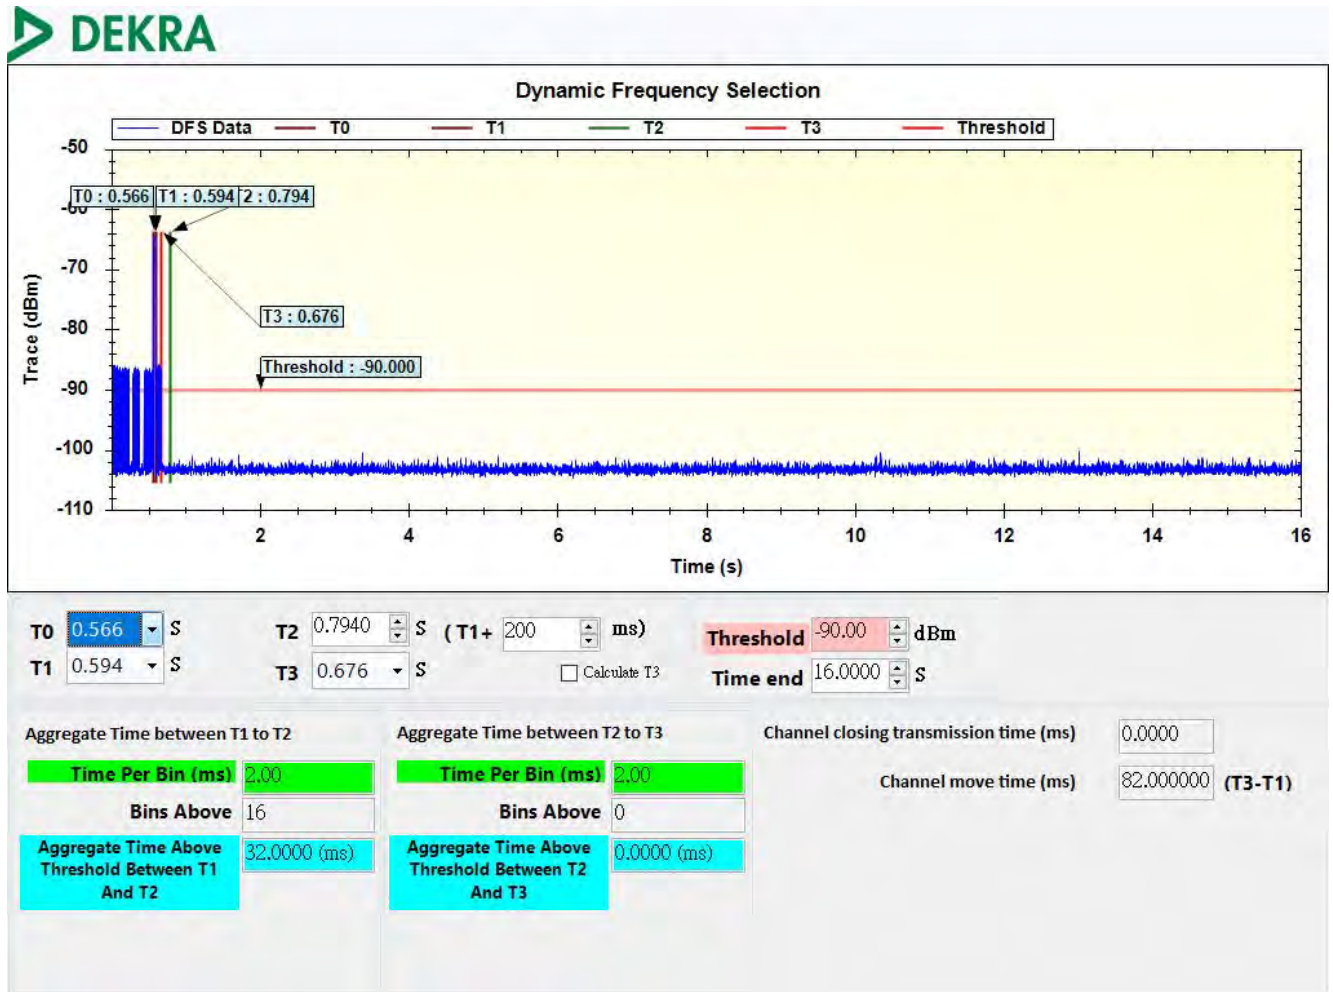 DEKRA
Dynamic Frequency Selection
DFS Data T0 T1 T2 T3 Threshold
-50
T0 : 0.566 T1 : 0.594 2 : 0.794
-60
-70
T3 : 0.676
-80
Threshold : -90.000
-90
-100
-110
Trace (dBm)
2 4 6 8 10 12 14 16
Time (s)
T0 0.566 S T2 0.7940 S ( T1+ 200 ms) Threshold -90.00 dBm
T1 0.594 S T3 0.676 S Calculate T3 Time end 16.0000 S
Aggregate Time between T1 to T2
Time Per Bin (ms) 2.00
Bins Above 16
Aggregate Time Above
Threshold Between T1
And T2
32.0000 (ms)
Aggregate Time between T2 to T3
Time Per Bin (ms) 2.00
Bins Above 0
Aggregate Time Above
Threshold Between T2
And T3
0.0000 (ms)
Channel closing transmission time (ms) 0.0000
Channel move time (ms) 82.000000 (T3-T1)